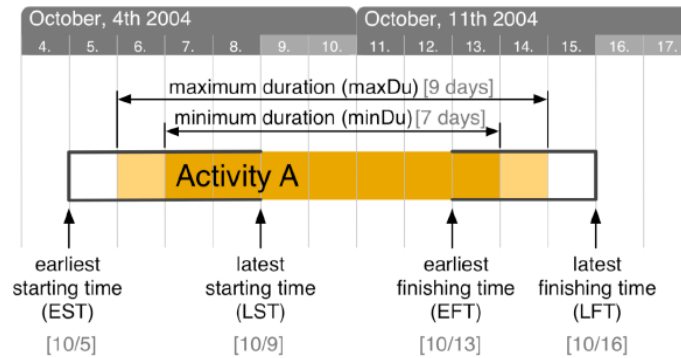 October, 4th 2004 October, 11th 2004
4. 5. 6. 7. 8. 9. 10. 11. 12. 13. 14. 15. 16. 17.
maximum duration (maxDu) [9 days]
minimum duration (minDu) [7 days]
Activity A
earliest starting time (EST) [10/5]
latest starting time (LST) [10/9]
earliest finishing time (EFT) [10/13]
latest finishing time (LFT) [10/16]